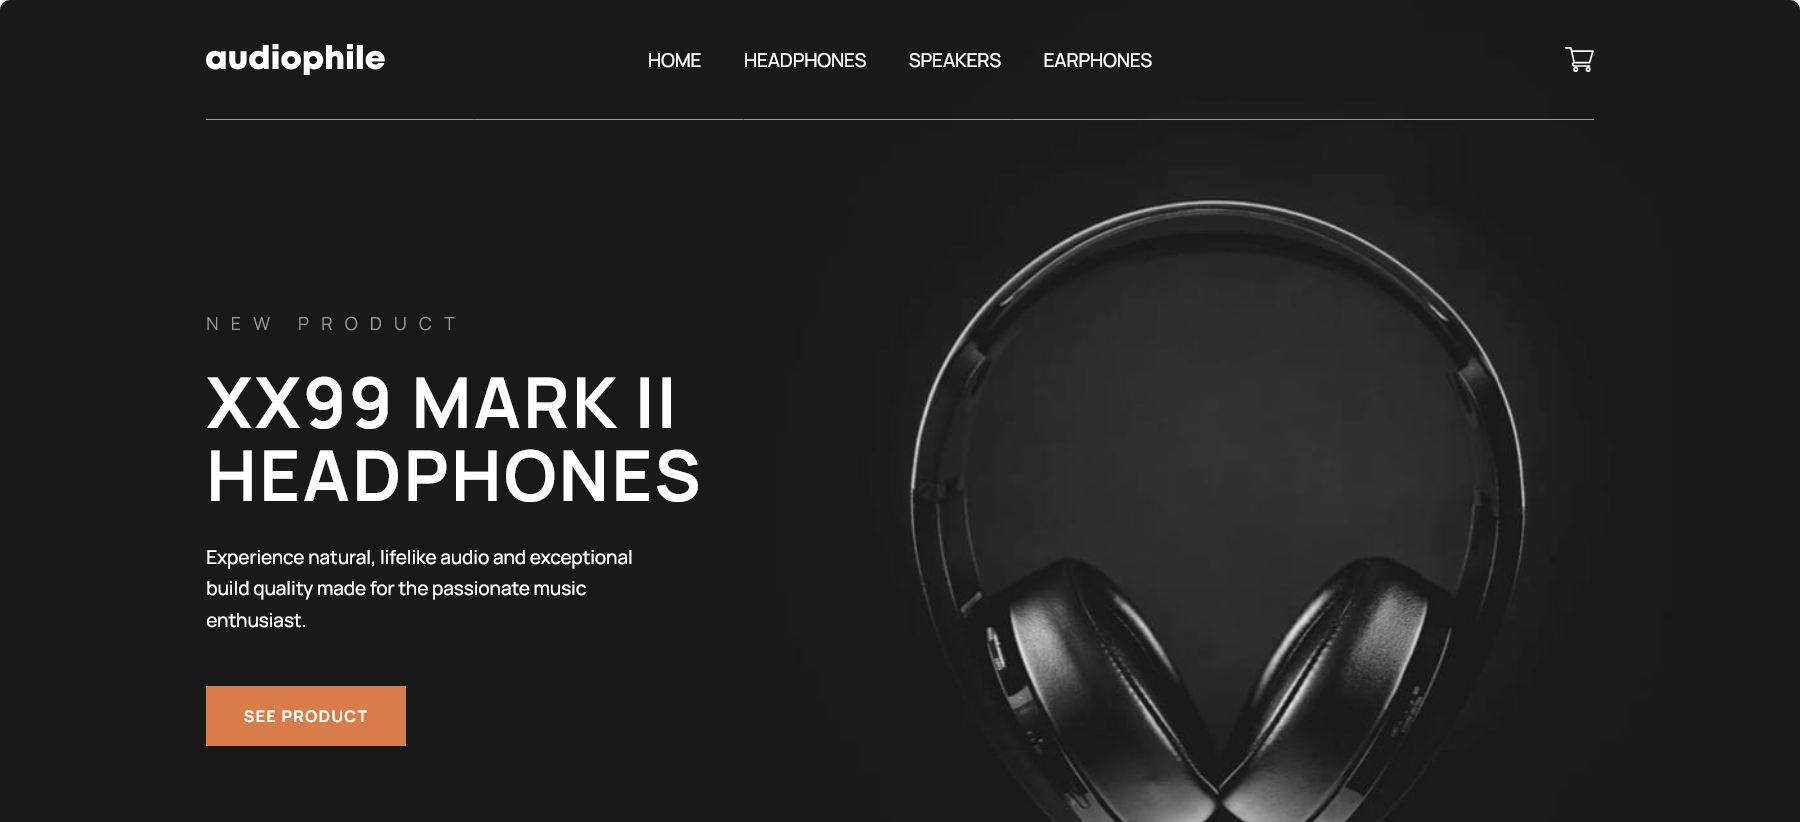 audiophile
HOME HEADPHONES SPEAKERS EARPHONES
NEW PRODUCT
XX99 MARK II
HEADPHONES
Experience natural, lifelike audio and exceptional
build quality made for the passionate music
enthusiast.
SEE PRODUCT